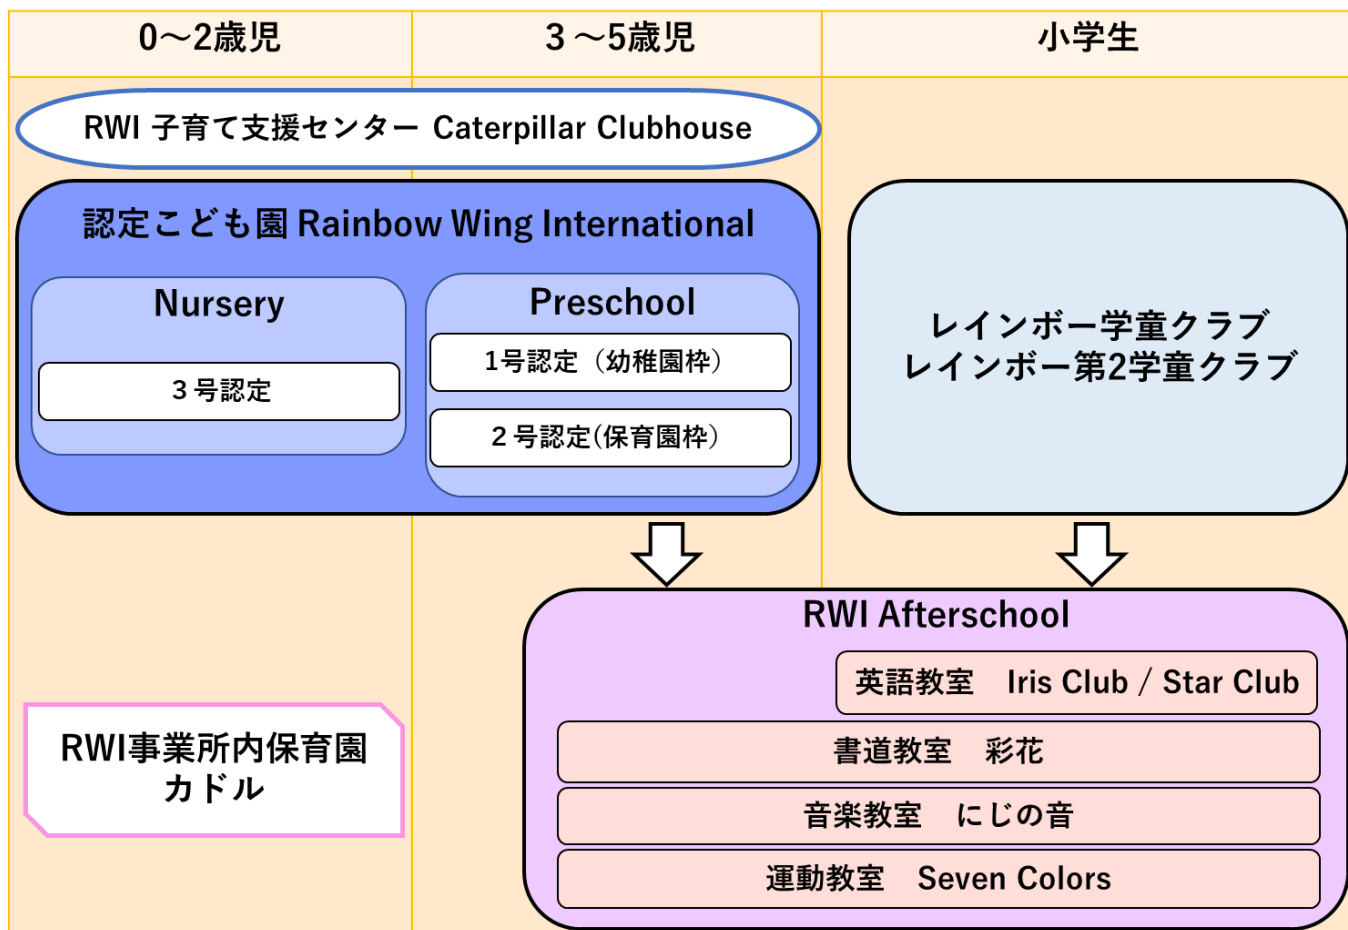 0～2歳児
３～5歳児
小学生
RWI 子育て支援センター Caterpillar Clubhouse
認定こども園 Rainbow Wing International
Nursery
３号認定
Preschool
1号認定（幼稚園枠）
２号認定(保育園枠）
レインボー学童クラブ
レインボー第2学童クラブ
RWI Afterschool
英語教室　Iris Club / Star Club
書道教室　彩花
音楽教室　にじの音
運動教室　Seven Colors
RWI事業所内保育園
カドル